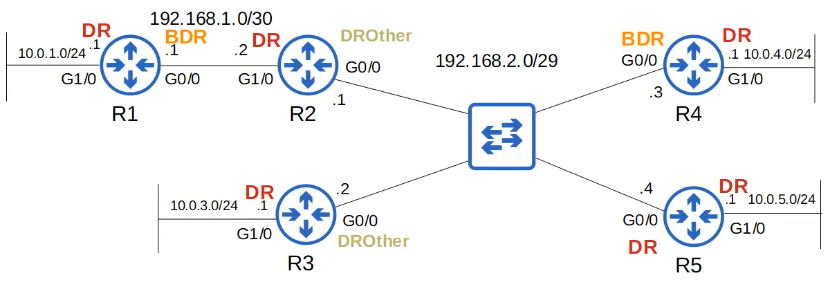 192.168.1.0/30
DR
DROther
BDR
DR
10.0.1.0/24
.1
.1
.2
DR
G1/0
G0/0
G1/0
G0/0
R1
R2
.1
192.168.2.0/29
BDR
DR
G0/0
.1
10.0.4.0/24
G1/0
.3
R4
DR
.2
10.0.3.0/24
.1
G1/0
G0/0
DROther
R3
.4
DR
.1
10.0.5.0/24
G0/0
G1/0
DR
R5